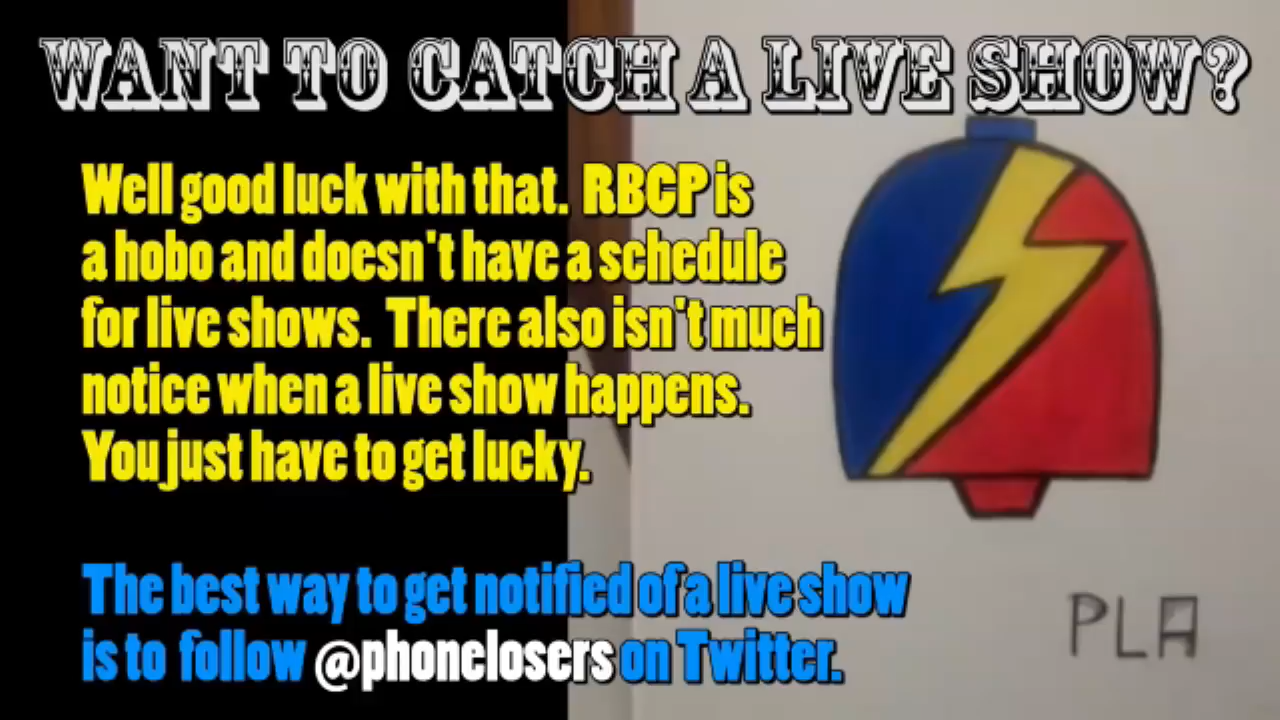 WANT TO CATCH A LIVE SHOW?
Well good luck with that. RBCP is
a hobo and doesn't have a schedule
for live shows. There also isn't much
notice when a live show happens.
You just have to get lucky.
The best way to get notified of a live show
is to follow @phonelosers on Twitter.
PLA